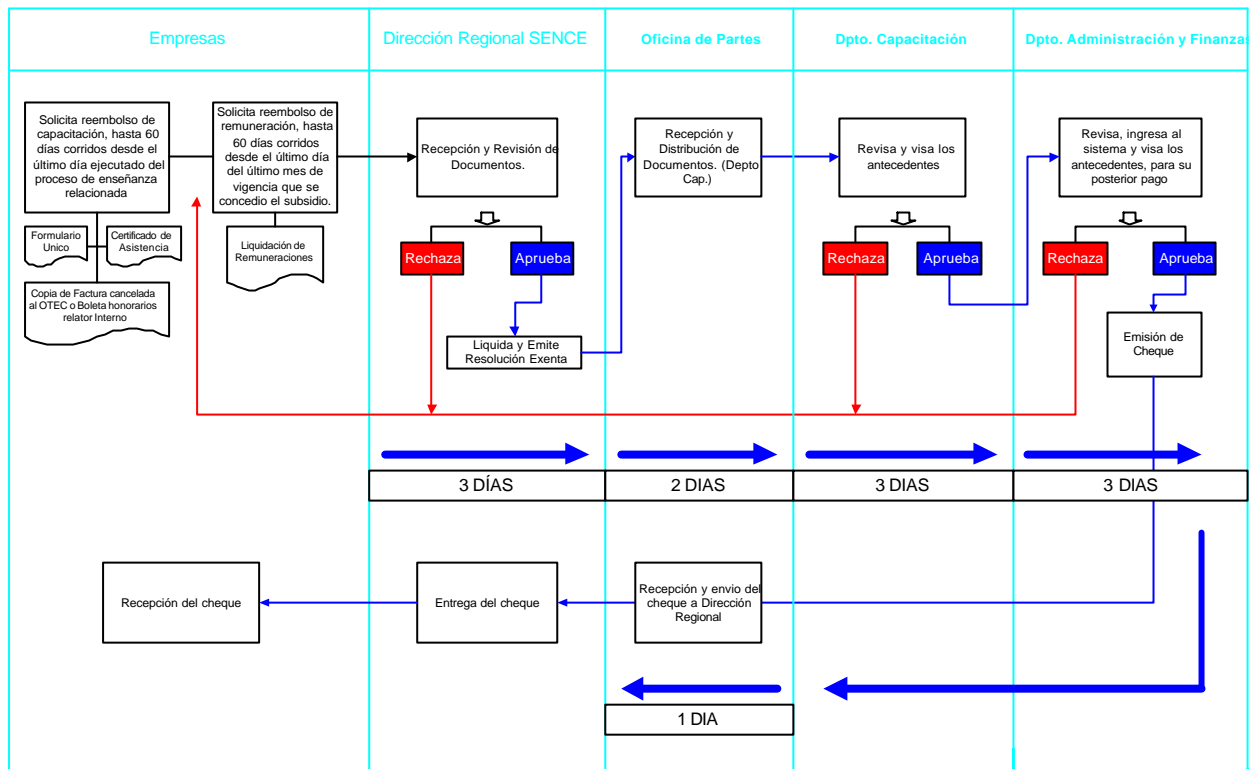 Empresas
Dirección Regional SENCE
Oficina de Partes
Dpto. Capacitación
Dpto. Administración y Finanzas
Solicita reembolso de
capacitación, hasta 60
días corridos desde el
último día ejecutado del
proceso de enseñanza
relacionada
Solicita reembolso de
remuneración, hasta
60 días corridos
desde el último día
del último mes de
vigencia que se
concedio el subsidio.
Recepción y Revisión de
Documentos.
Recepción y
Distribución de
Documentos. (Depto
Cap.)
Revisa y visa los
antecedentes
Revisa, ingresa al
sistema y visa los
antecedentes, para su
posterior pago
Formulario
Unico
Certificado de
Asistencia
Liquidación de
Remuneraciones
Copia de Factura cancelada
al OTEC o Boleta honorarios
relator Interno
Rechaza
Aprueba
Rechaza
Aprueba
Rechaza
Aprueba
Liquida y Emite
Resolución Exenta
Emisión de
Cheque
3 DÍAS
2 DIAS
3 DIAS
3 DIAS
Recepción del cheque
Entrega del cheque
Recepción y envio del
cheque a Dirección
Regional
1 DIA